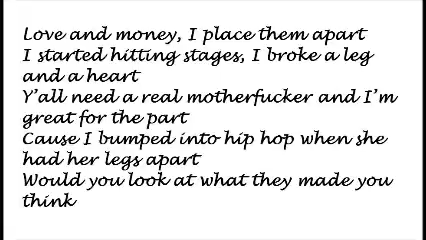 Love and money, I place them apart
I started hitting stages, I broke a leg
and a heart
Y'all need a real motherfucker and I'm
great for the part
Cause I bumped into hip hop when she
had her legs apart
Would you look at what they made you
think